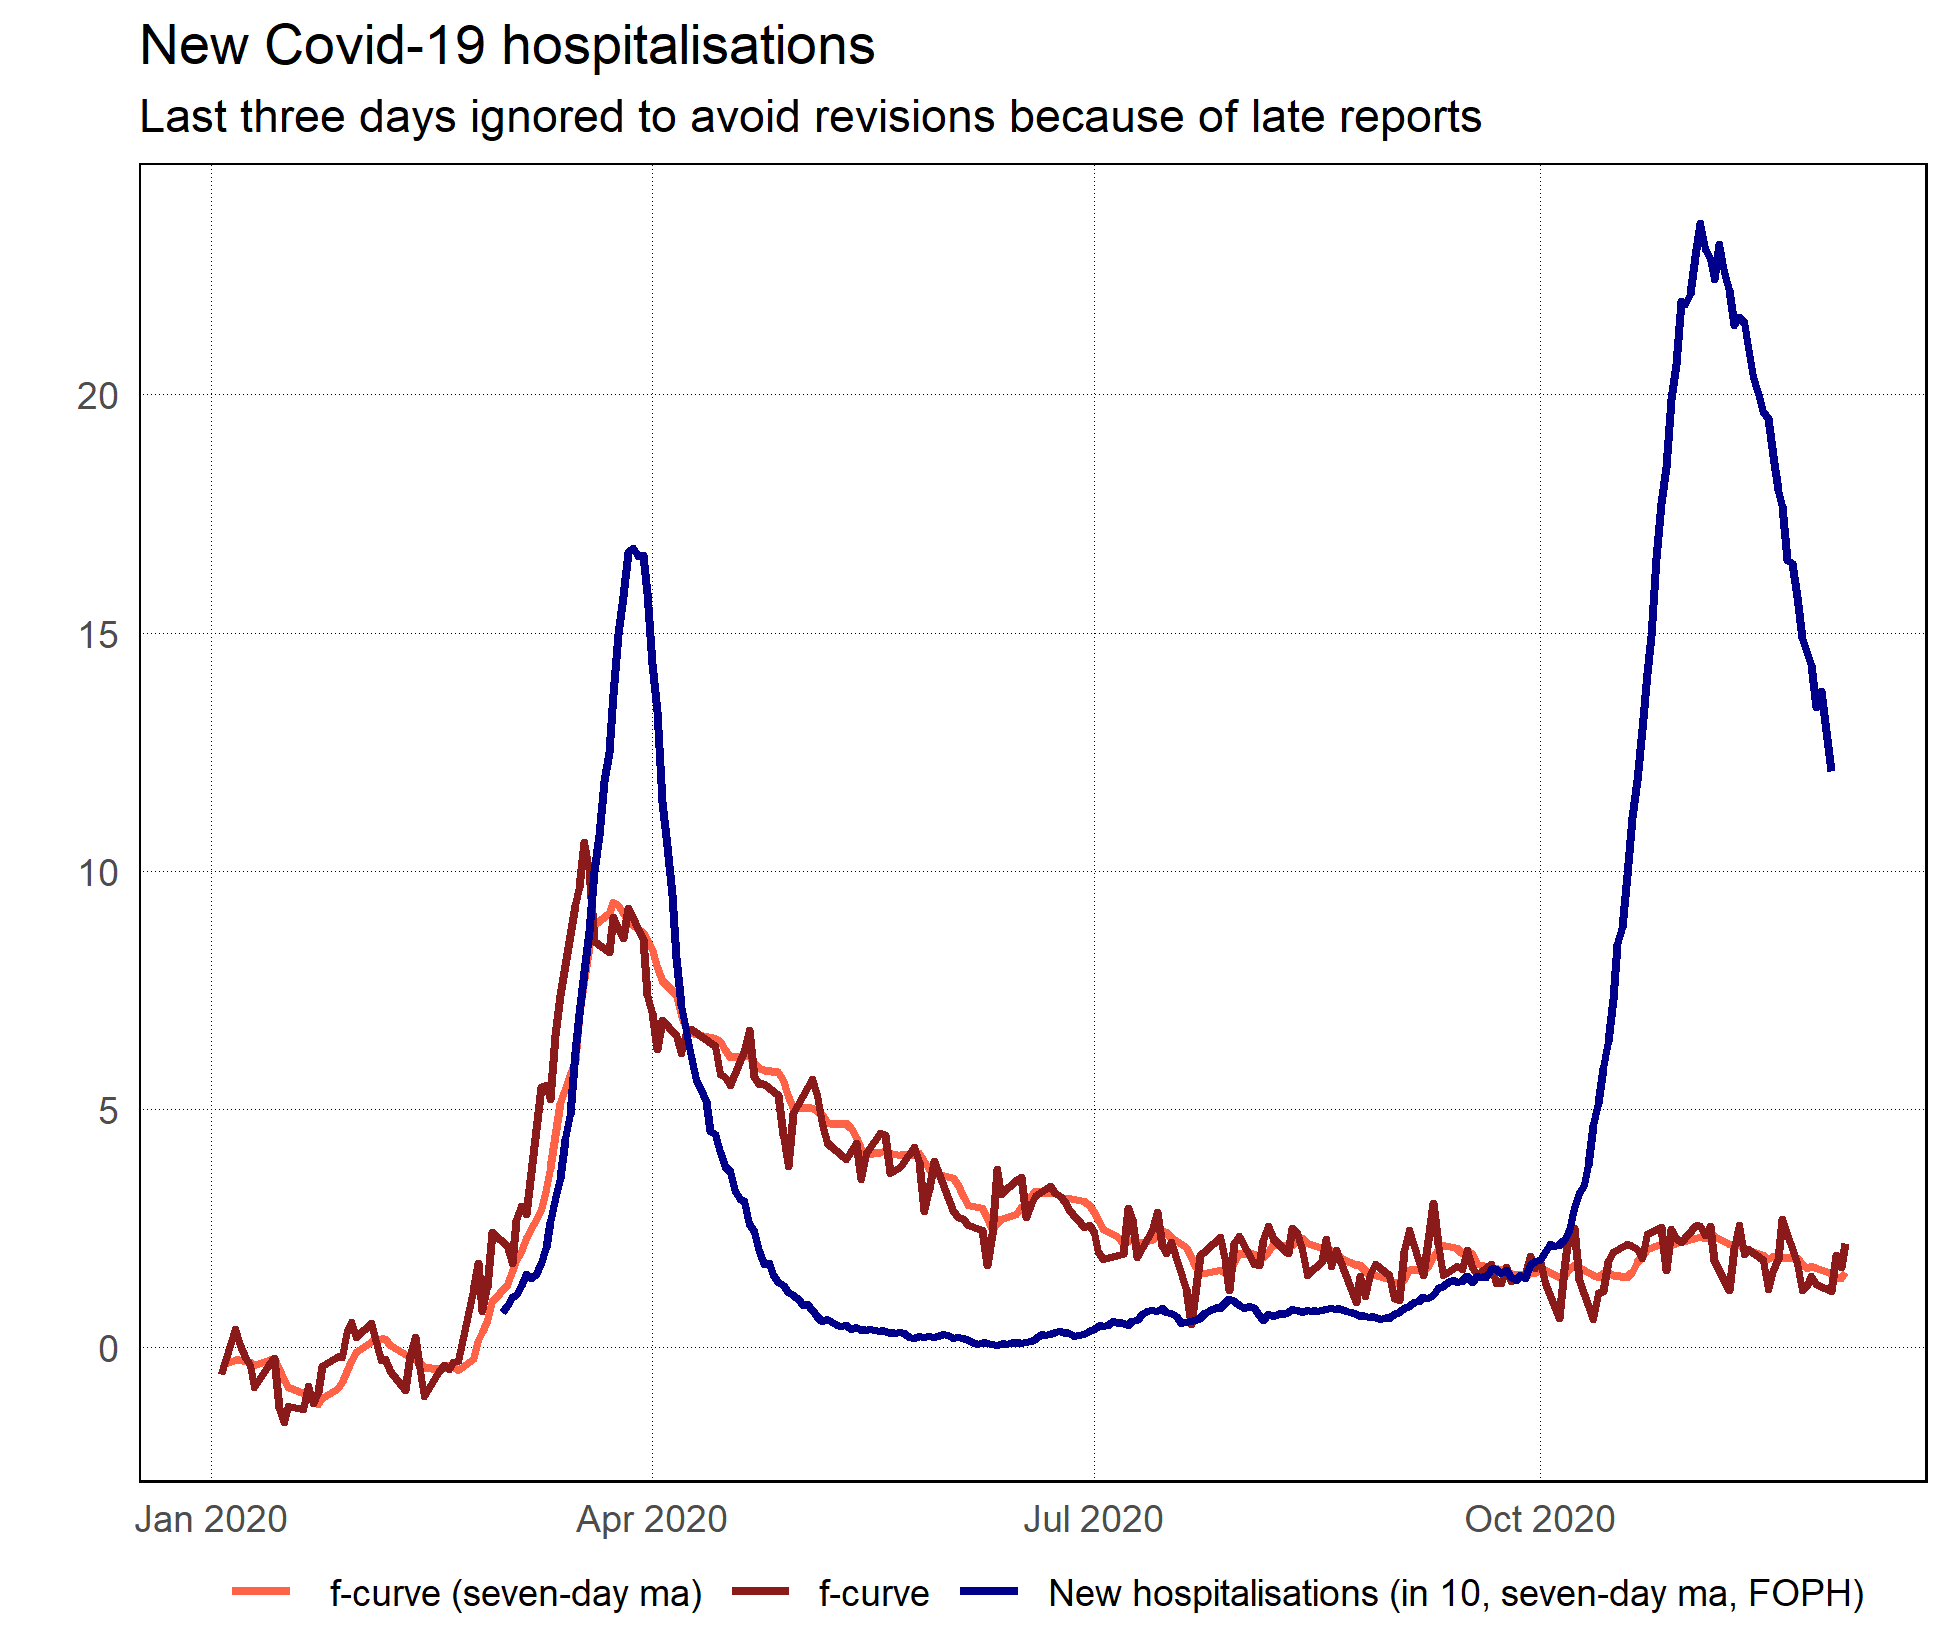 New Covid-19 hospitalisations
Last three days ignored to avoid revisions because of late reports
20
15
10
5
0
Jan 2020 Apr 2020 Jul 2020 Oct 2020
f-curve (seven-day ma) f-curve New hospitalisations (in 10, seven-day ma, FOPH)